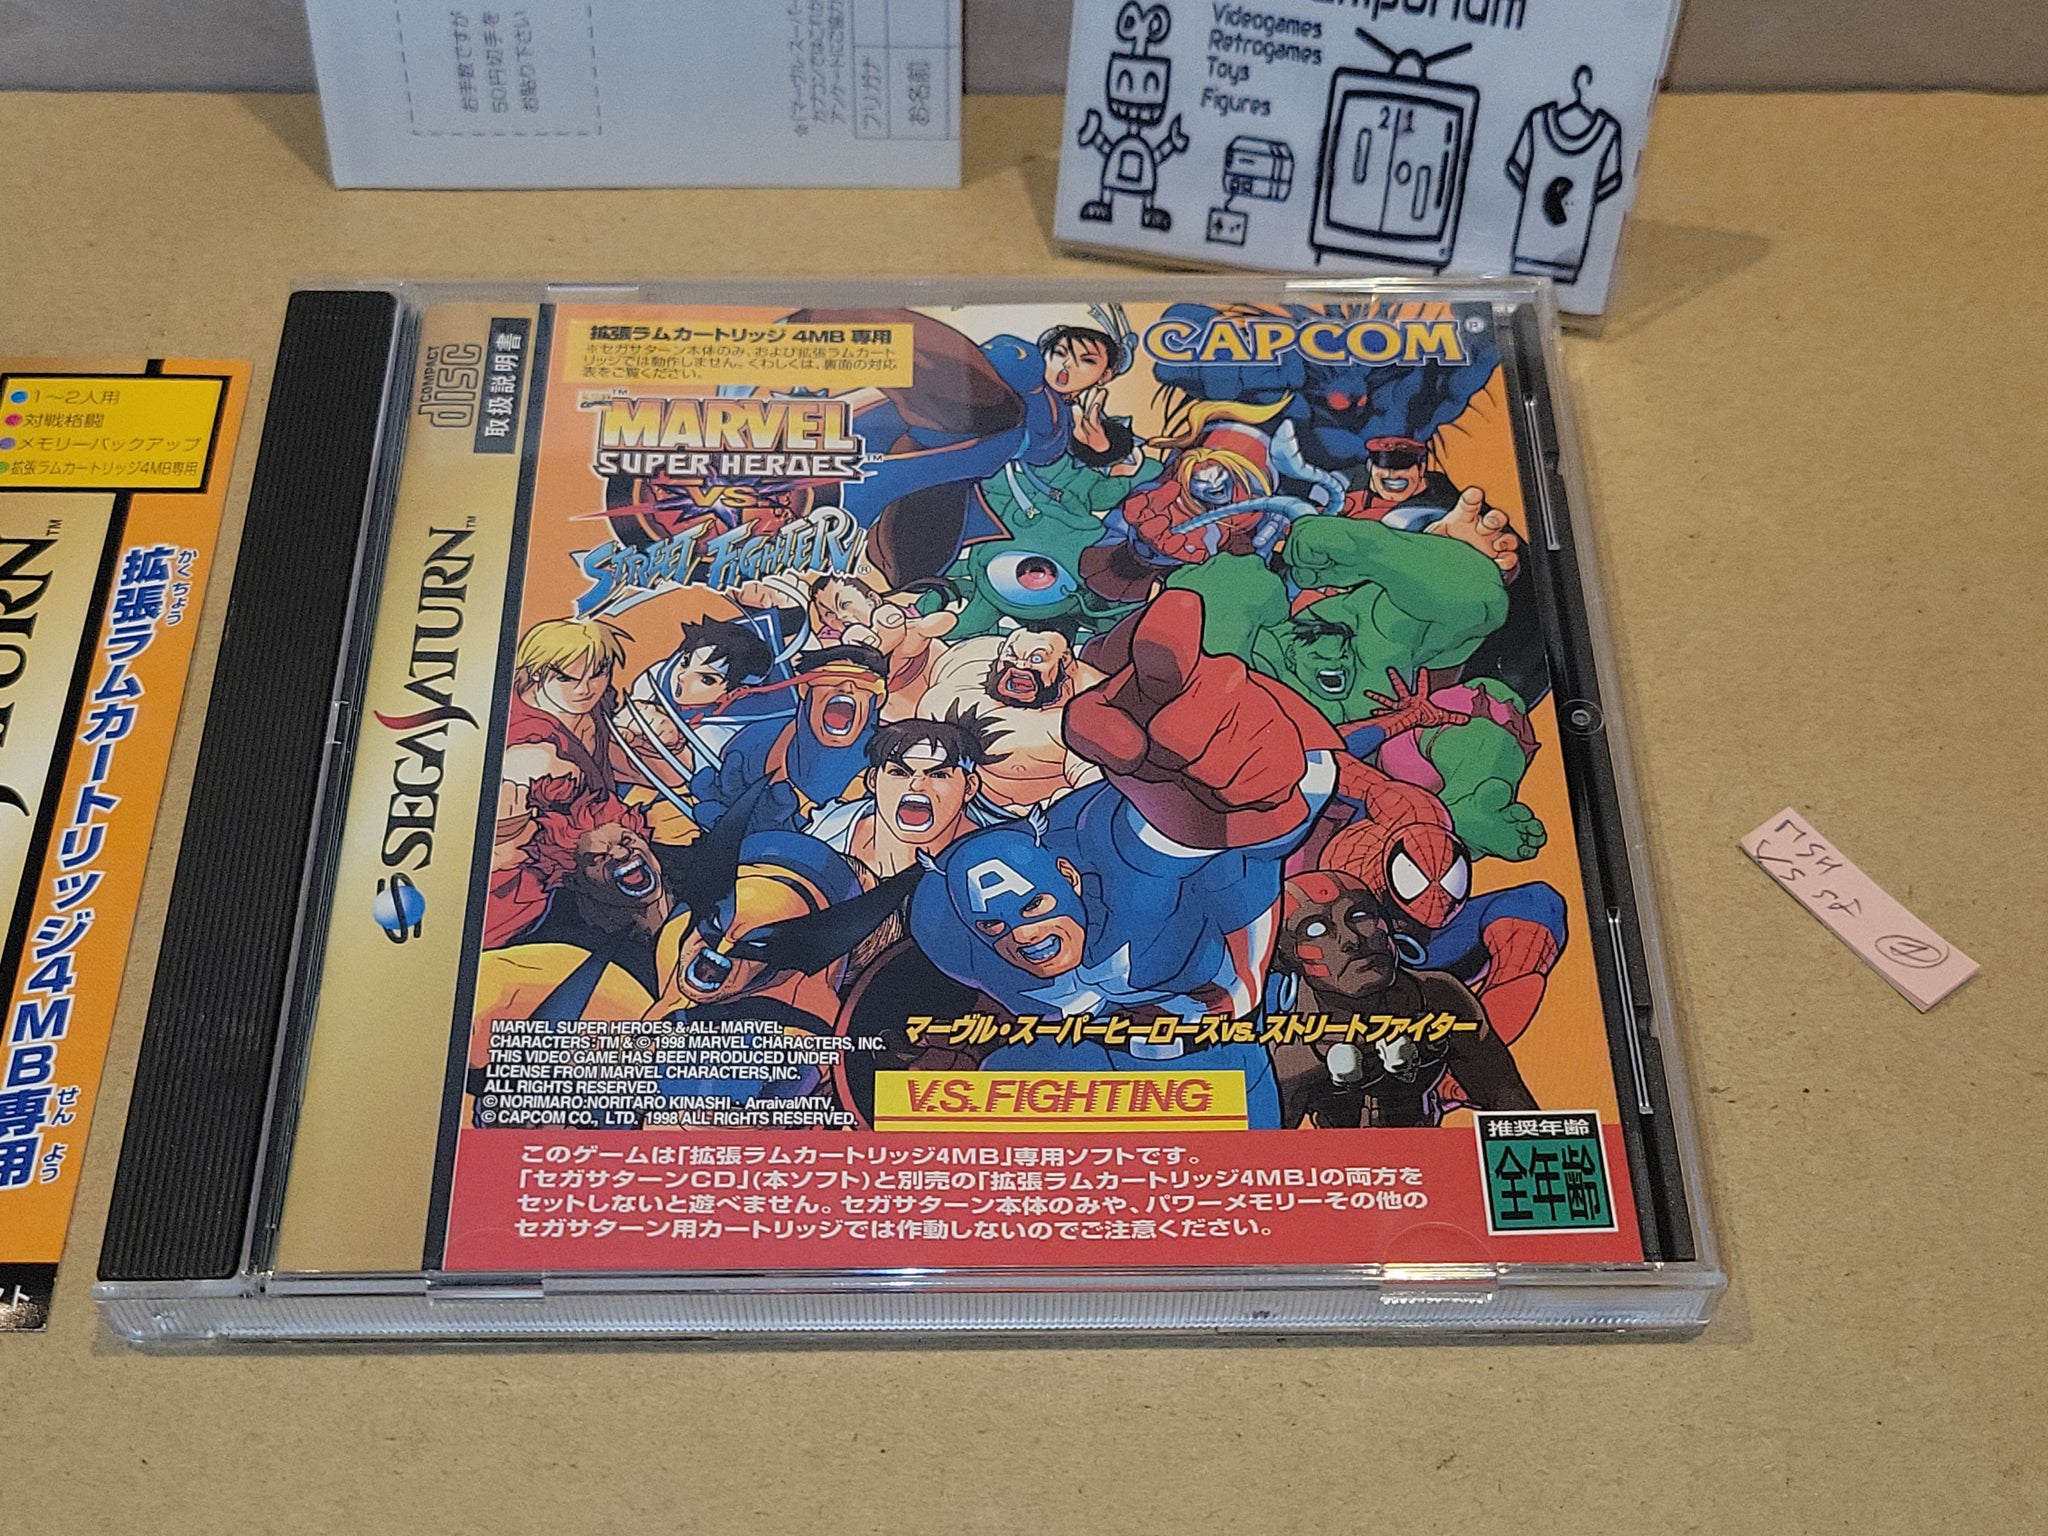 お手数ですが
50円切手を
お貼り下さい
フリガナ
お名前
mporium
Videogames
Retrogames
Toys
Figures
21
1〜2人用
対戦格闘
メモリーバックアップ
拡張ラムカートリッジ4MB専用
TM
拡張ラムカートリッジ4MB専用
かくちょう
せんよう
COMPACT
disc
取扱説明書
SEGA SATURN™
拡張ラムカートリッジ 4MB 専用
※セガサターン本体のみ、および拡張ラムカート
リッジでは動作しません。くわしくは、裏面の対応
表をご覧ください。
CAPCOM®
MARVEL
SUPER HEROES™
VS.
STREET FIGHTER®
A
MARVEL SUPER HEROES & ALL MARVEL
CHARACTERS: TM & © 1998 MARVEL CHARACTERS, INC.
THIS VIDEO GAME HAS BEEN PRODUCED UNDER
LICENSE FROM MARVEL CHARACTERS,INC.
ALL RIGHTS RESERVED.
© NORIMARO:NORITARO KINASHI・Arraival/NTV,
© CAPCOM CO., LTD. 1998 ALL RIGHTS RESERVED.
マーヴル・スーパーヒーローズvs.ストリートファイター
V.S. FIGHTING
このゲームは「拡張ラムカートリッジ4MB」専用ソフトです。
「セガサターンCD」(本ソフト)と別売の「拡張ラムカートリッジ4MB」の両方を
セットしないと遊べません。セガサターン本体のみや、パワーメモリーその他の
セガサターン用カートリッジでは作動しないのでご注意ください。
推奨年齢
全年齢